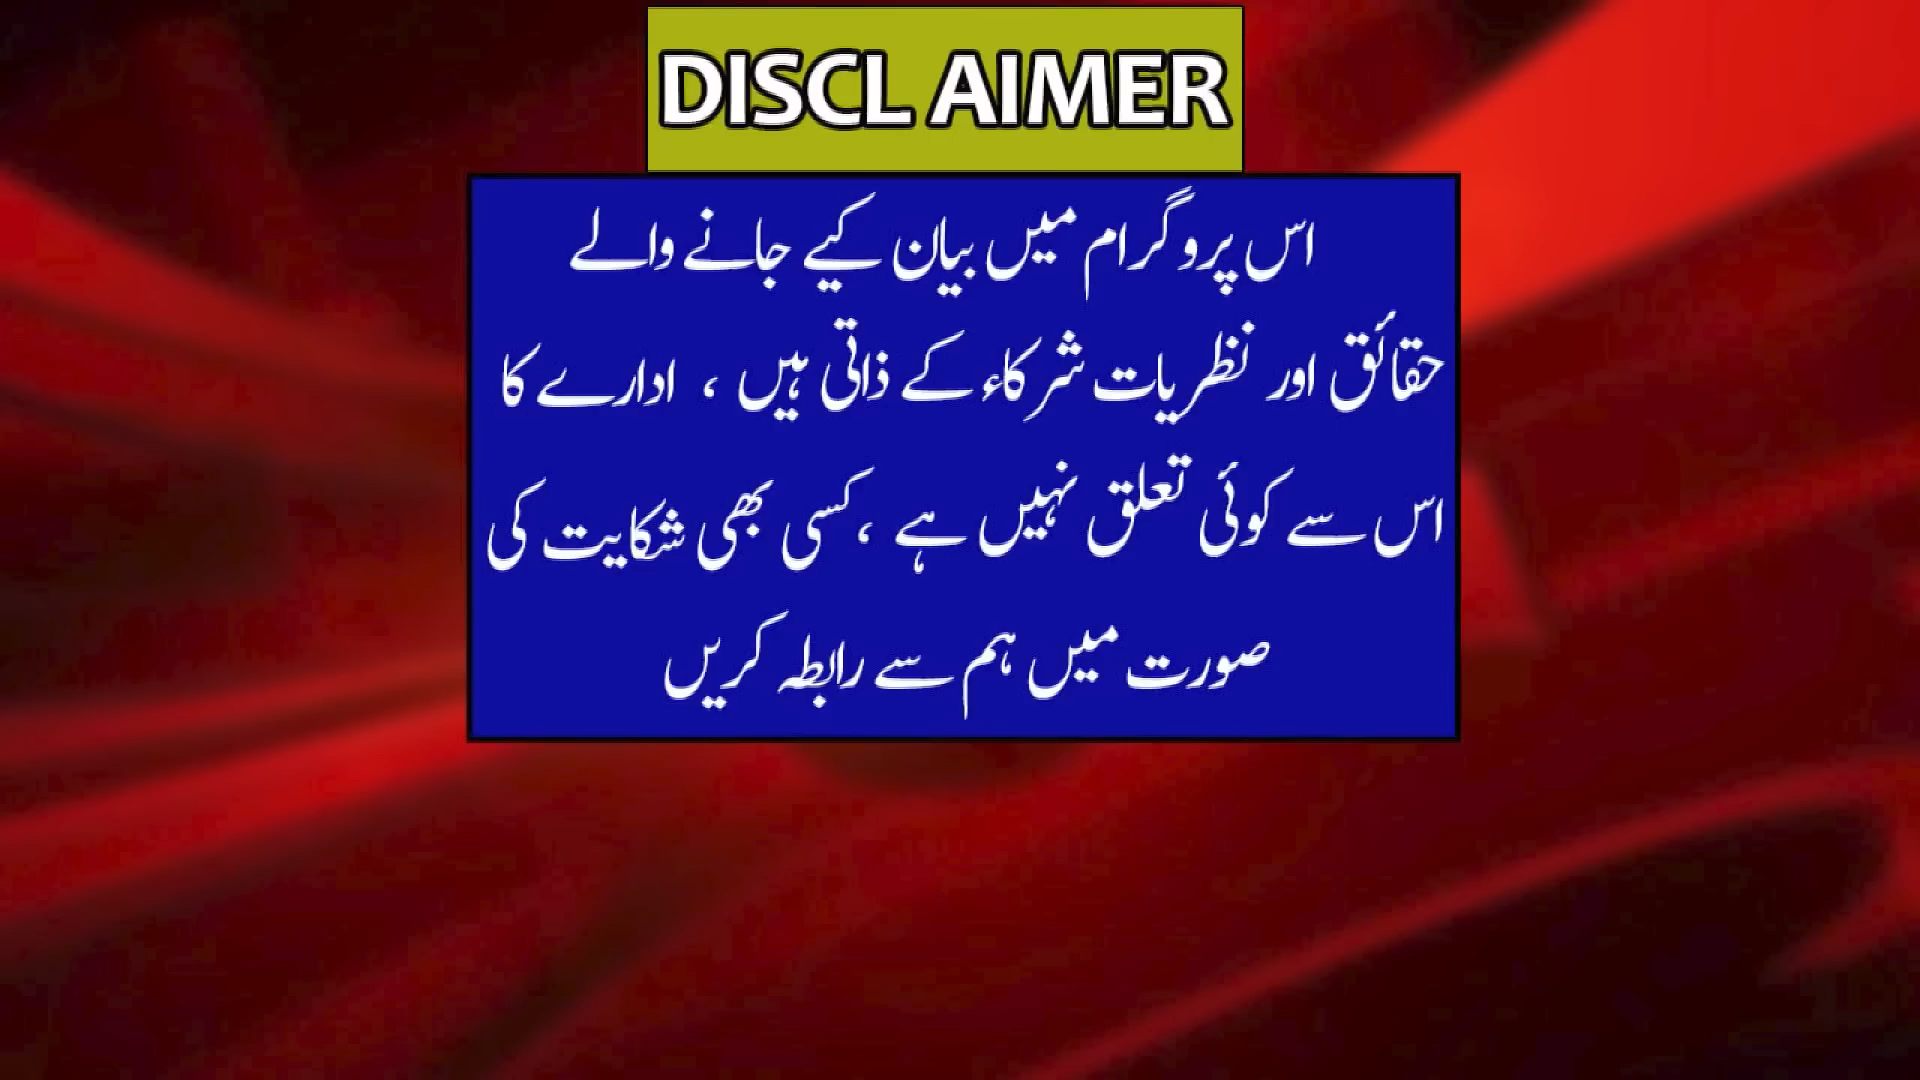 DISCL AIMER
اس پروگرام میں بیان کیے جانے والے
حقائق اور نظریات شرکاء کے ذاتی ہیں ، ادارے کا
اس سے کوئی تعلق نہیں ہے ،کسی بھی شکایت کی
صورت میں ہم سے رابطہ کریں